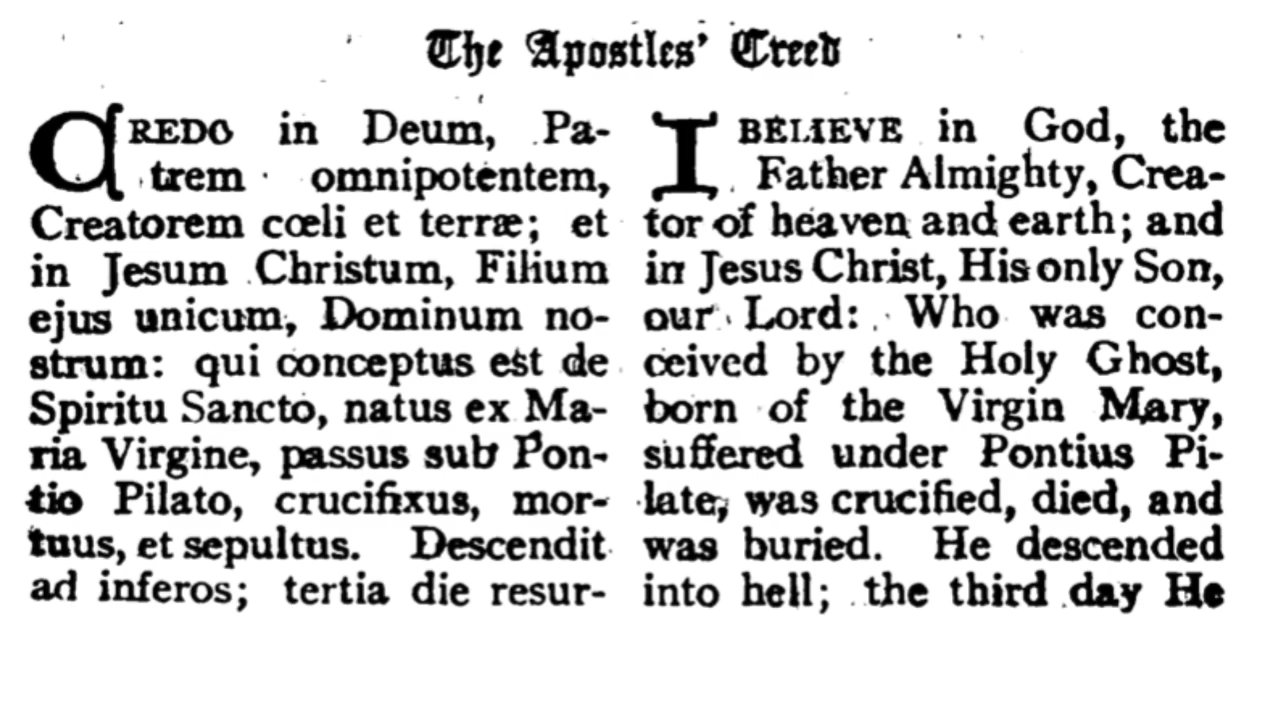 The Apostles' Creed
CREDO in Deum, Pa-
trem omnipotentem,
Creatorem cœli et terræ; et
in Jesum Christum, Filium
ejus unicum, Dominum no-
strum: qui conceptus est de
Spiritu Sancto, natus ex Ma-
ria Virgine, passus sub Pon-
tio Pilato, crucifixus, mor-
tuus, et sepultus. Descendit
ad inferos; tertia die resur-
I BELIEVE in God, the
Father Almighty, Crea-
tor of heaven and earth; and
in Jesus Christ, His only Son,
our Lord: Who was con-
ceived by the Holy Ghost,
born of the Virgin Mary,
suffered under Pontius Pi-
late, was crucified, died, and
was buried. He descended
into hell; the third day He